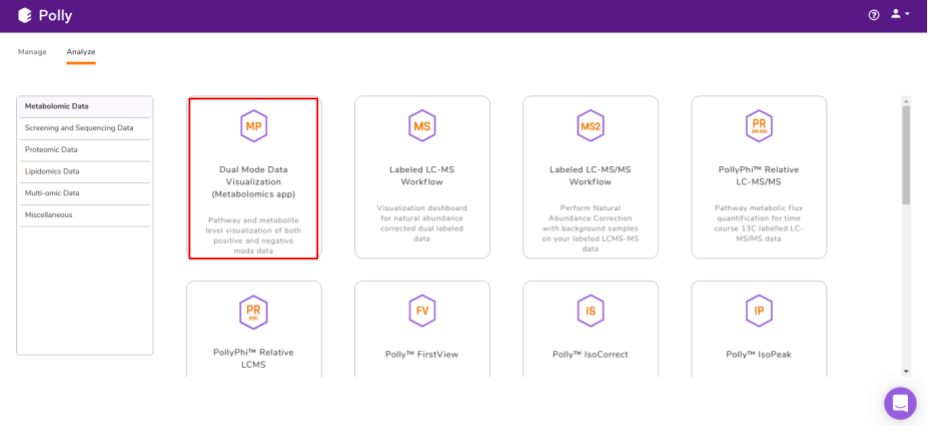 Polly
Manage
Analyze
Metabolomic Data
Screening and Sequencing Data
Proteomic Data
Lipidomics Data
Multi-omic Data
Miscellaneous
MP
Dual Mode Data
Visualization
(Metabolomics app)
Pathway and metabolite
level visualization of both
positive and negative
mode data
MS
Labeled LC-MS
Workflow
Visualization dashboard
for natural abundance
corrected dual labeled
data
MS2
Labeled LC-MS/MS
Workflow
Perform Natural
Abundance Correction
with background samples
on your labeled LCMS-MS
data
PR
PollyPhi™ Relative
LC-MS/MS
Pathway metabolic flux
quantification for time
course 13C labelled LC-
MS/MS data
PR
PollyPhi™ Relative
LCMS
FV
Polly™ FirstView
IS
Polly™ IsoCorrect
IP
Polly™ IsoPeak